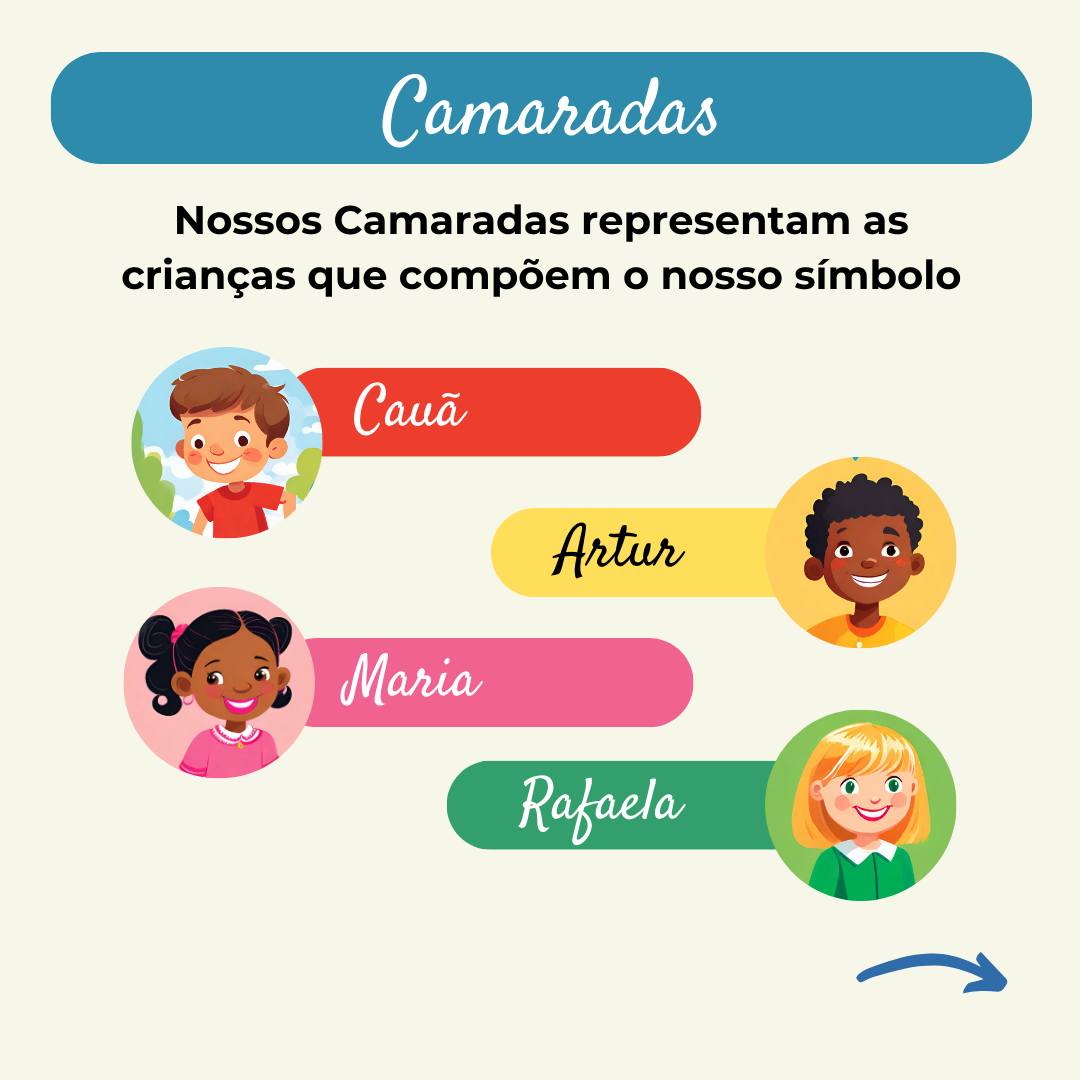 Camaradas
Nossos Camaradas representam as
crianças que compõem o nosso símbolo
Cauã
Artur
Maria
Rafaela